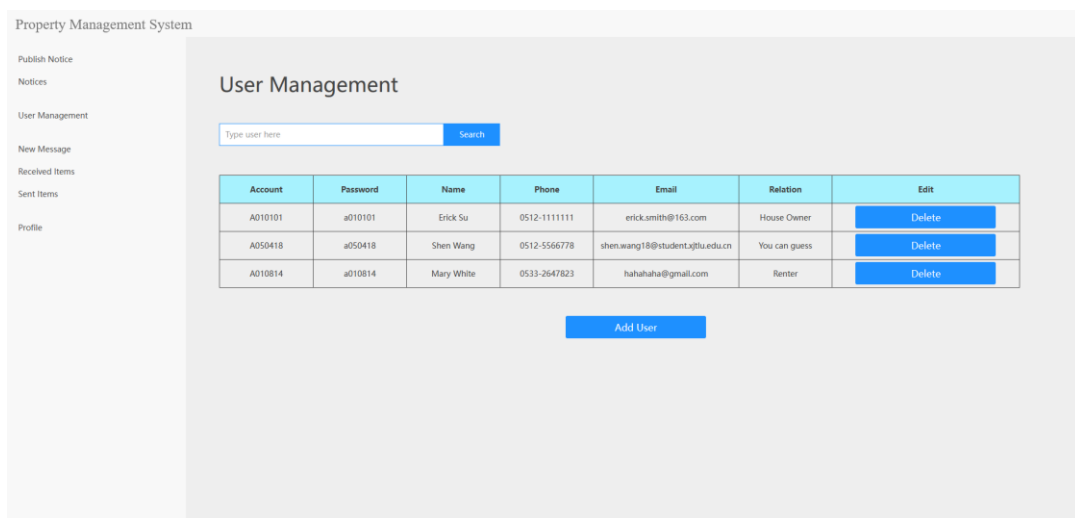 Property Management System
Publish Notice
Notices
User Management
New Message
Received Items
Sent Items
Profile
User Management
Type user here Search
Account Password Name Phone Email Relation Edit
A010101 a010101 Erick Su 0512-1111111 erick.smith@163.com House Owner Delete
A050418 a050418 Shen Wang 0512-5566778 shen.wang18@student.xjtlu.edu.cn You can guess Delete
A010814 a010814 Mary White 0533-2647823 hahahaha@gmail.com Renter Delete
Add User